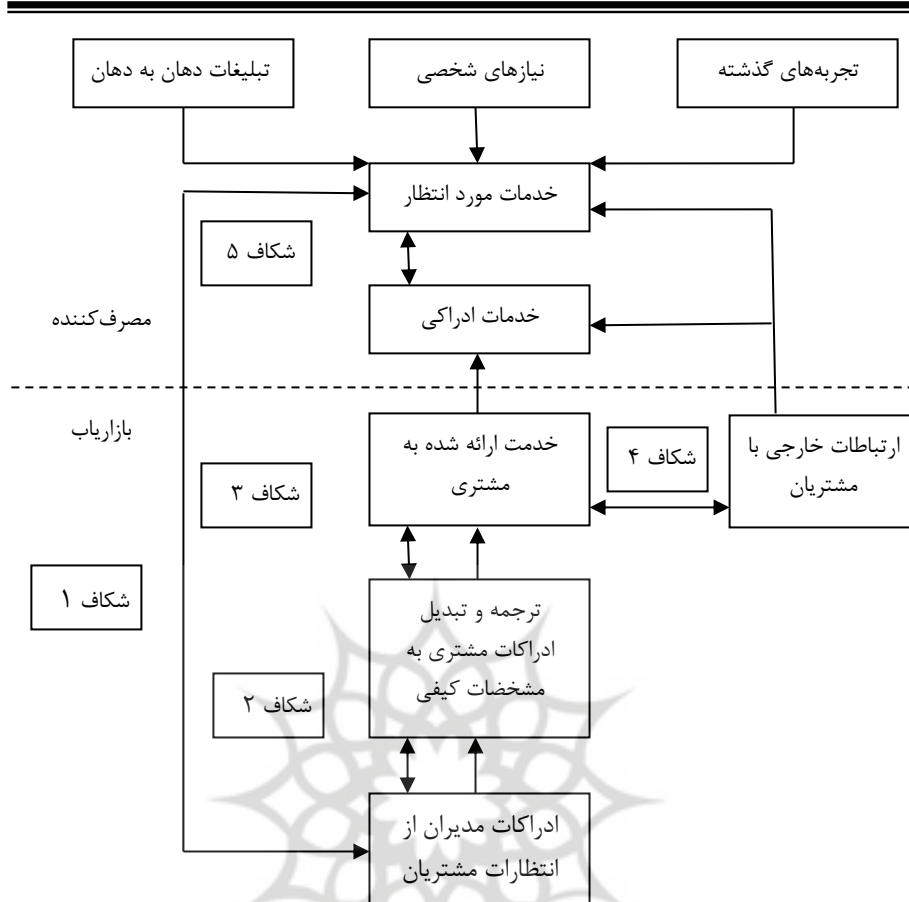 تجربه‌های گذشته
نیازهای شخصی
تبلیغات دهان به دهان
خدمات مورد انتظار
شکاف ۵
خدمات ادراکی
مصرف‌کننده
بازاریاب
ارتباطات خارجی با
مشتریان
شکاف ۴
خدمت ارائه شده به
مشتری
شکاف ۳
شکاف ۱
ترجمه و تبدیل
ادراکات مشتری به
مشخضات کیفی
شکاف ۲
ادراکات مدیران از
انتظارات مشتریان